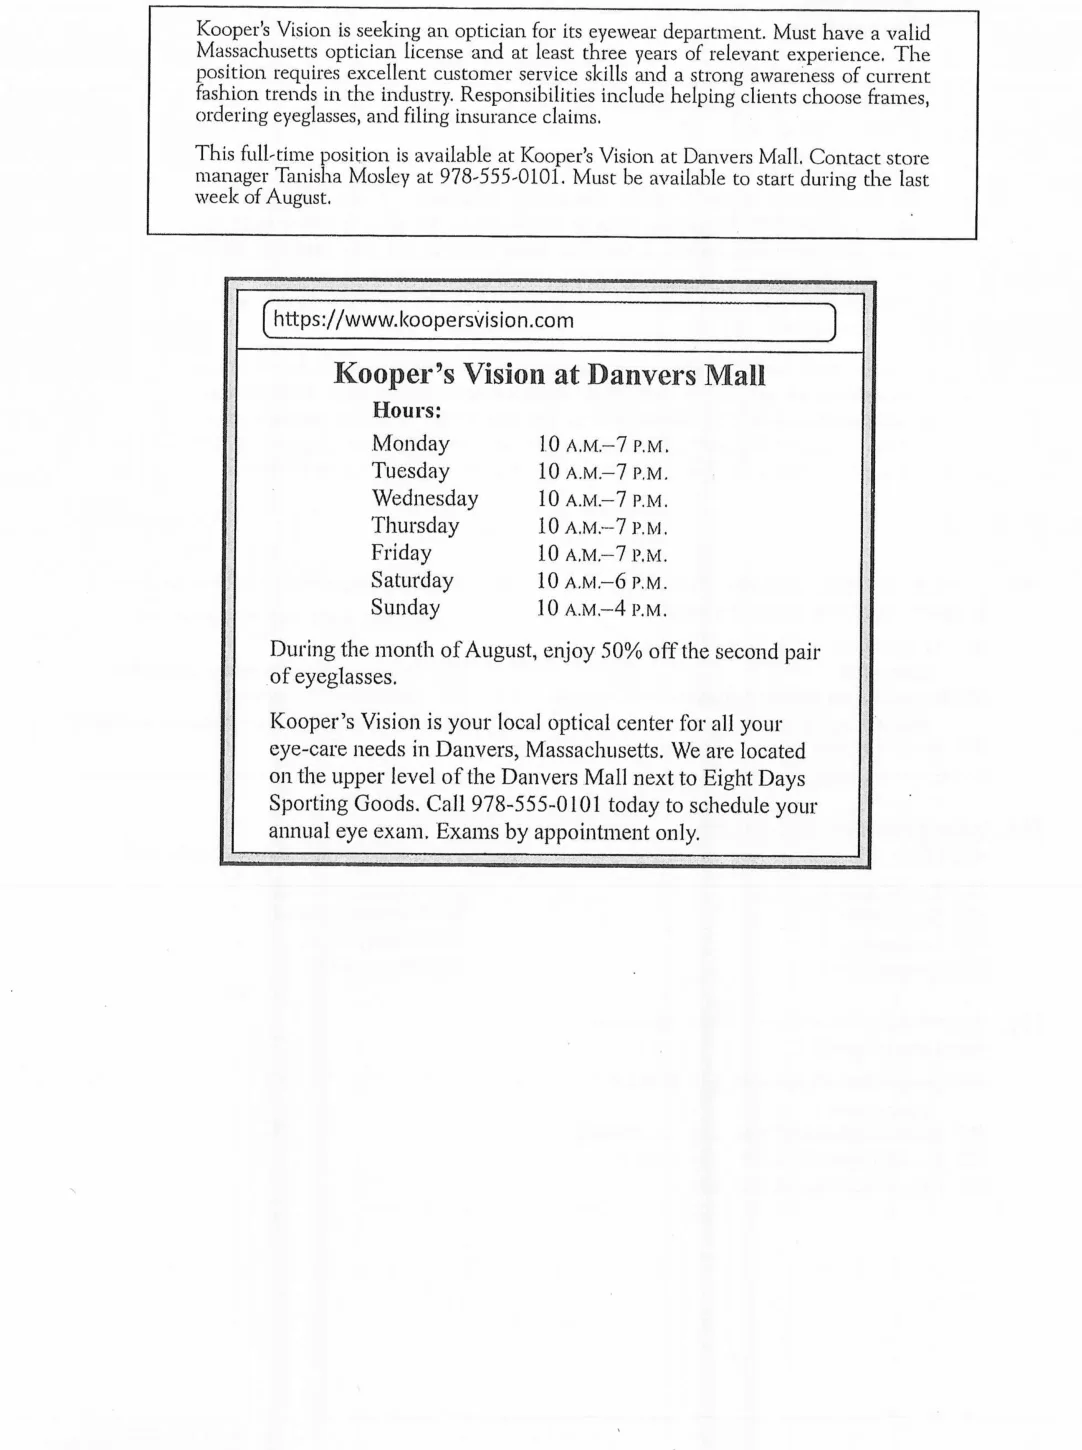 Kooper's Vision is seeking an optician for its eyewear department. Must have a valid
Massachusetts optician license and at least three years of relevant experience. The
position requires excellent customer service skills and a strong awareness of current
fashion trends in the industry. Responsibilities include helping clients choose frames,
ordering eyeglasses, and filing insurance claims.
This full-time position is available at Kooper's Vision at Danvers Mall. Contact store
manager Tanisha Mosley at 978-555-0101. Must be available to start during the last
week of August.
https://www.koopersvision.com
Kooper's Vision at Danvers Mall
Hours:
Monday 10 A.M.–7 P.M.
Tuesday 10 A.M.–7 P.M.
Wednesday 10 A.M.–7 P.M.
Thursday 10 A.M.–7 P.M.
Friday 10 A.M.–7 P.M.
Saturday 10 A.M.–6 P.M.
Sunday 10 A.M.–4 P.M.
During the month of August, enjoy 50% off the second pair
of eyeglasses.
Kooper's Vision is your local optical center for all your
eye-care needs in Danvers, Massachusetts. We are located
on the upper level of the Danvers Mall next to Eight Days
Sporting Goods. Call 978-555-0101 today to schedule your
annual eye exam. Exams by appointment only.